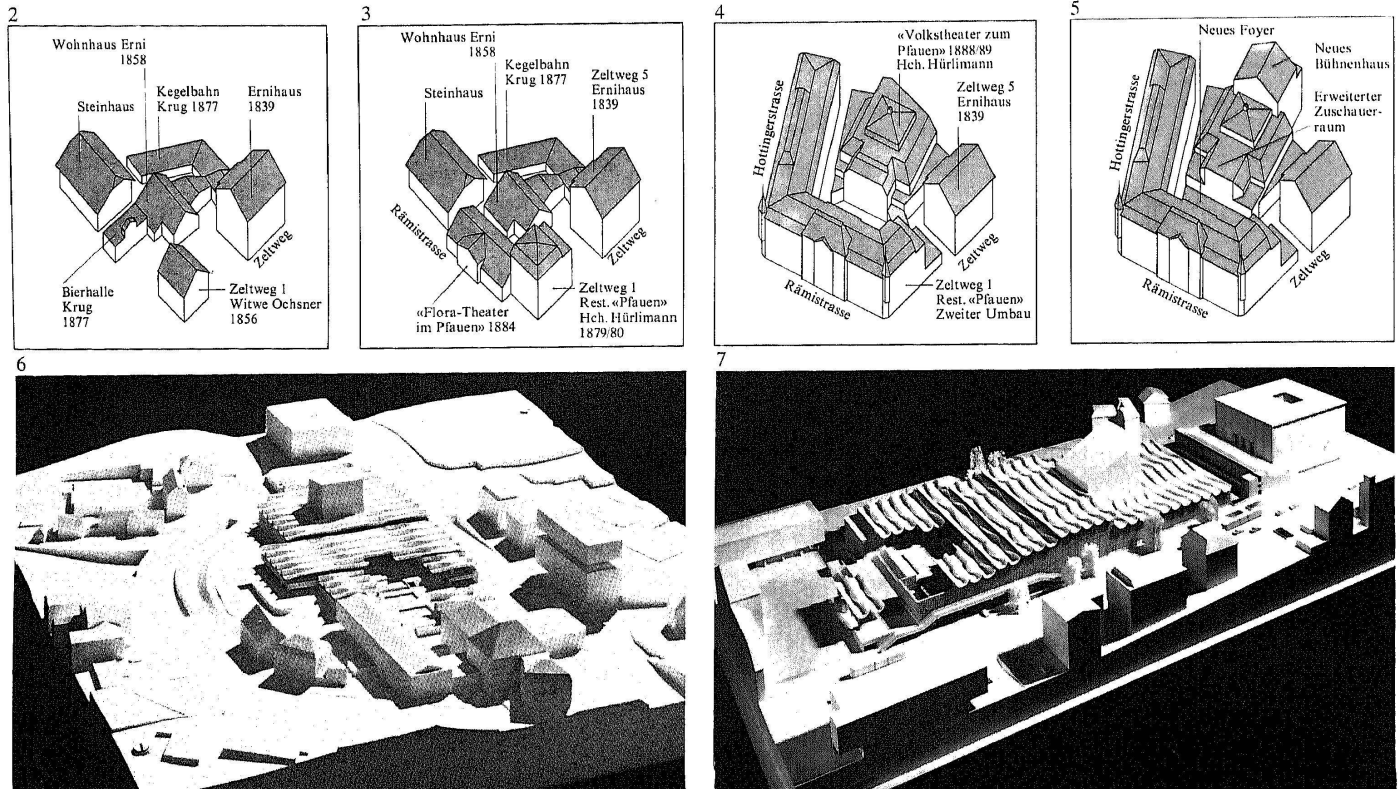 2
Wohnhaus Erni
1858
Steinhaus
Kegelbahn
Krug 1877
Ernihaus
1839
Bierhalle
Krug
1877
Zeltweg 1
Witwe Ochsner
1856
Zeltweg
3
Wohnhaus Erni
1858
Steinhaus
Kegelbahn
Krug 1877
Zeltweg 5
Ernihaus
1839
Rämistrasse
Zeltweg
«Flora-Theater
im Pfauen» 1884
Zeltweg 1
Rest. «Pfauen»
Hch. Hürlimann
1879/80
4
«Volkstheater zum
Pfauen» 1888/89
Hch. Hürlimann
Zeltweg 5
Ernihaus
1839
Hottingerstrasse
Zeltweg
Rämistrasse
Zeltweg 1
Rest. «Pfauen»
Zweiter Umbau
5
Neues Foyer
Neues
Bühnenhaus
Erweiterter
Zuschauer-
raum
Hottingerstrasse
Rämistrasse
Zeltweg
6
7